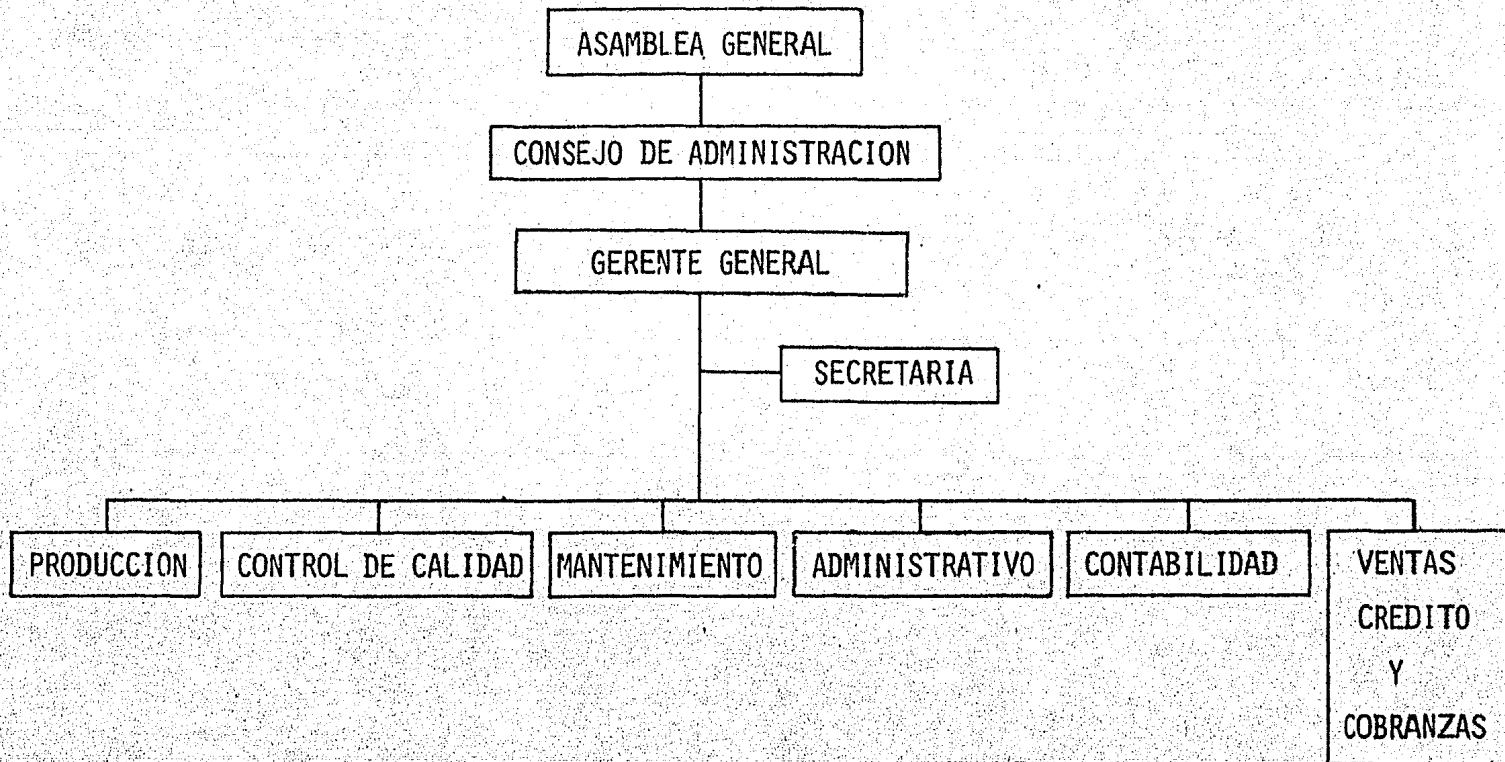 ASAMBLEA GENERAL
CONSEJO DE ADMINISTRACION
GERENTE GENERAL
SECRETARIA
PRODUCCION
CONTROL DE CALIDAD
MANTENIMIENTO
ADMINISTRATIVO
CONTABILIDAD
VENTAS
CREDITO
Y
COBRANZAS